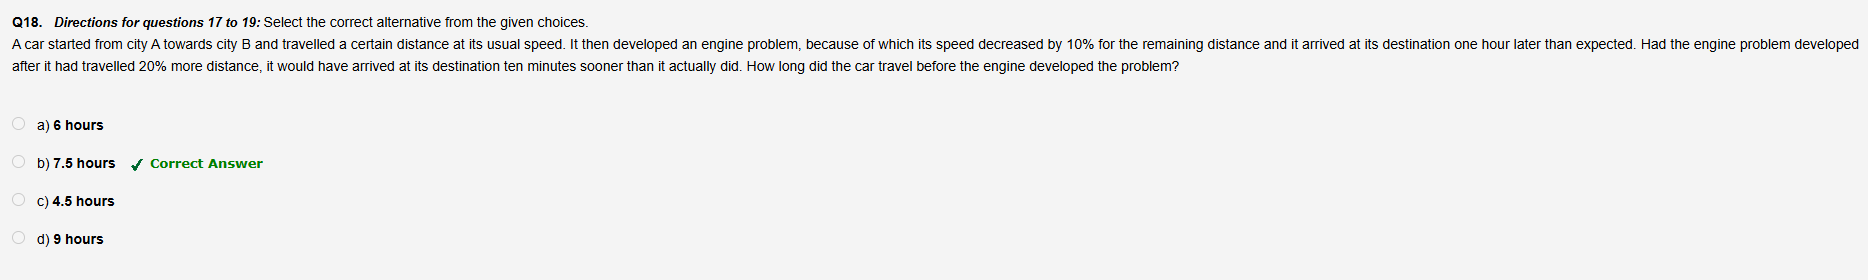 Q18. Directions for questions 17 to 19: Select the correct alternative from the given choices.
A car started from city A towards city B and travelled a certain distance at its usual speed. It then developed an engine problem, because of which its speed decreased by 10% for the remaining distance and it arrived at its destination one hour later than expected. Had the engine problem developed
after it had travelled 20% more distance, it would have arrived at its destination ten minutes sooner than it actually did. How long did the car travel before the engine developed the problem?
a) 6 hours
b) 7.5 hours ✓ Correct Answer
c) 4.5 hours
d) 9 hours